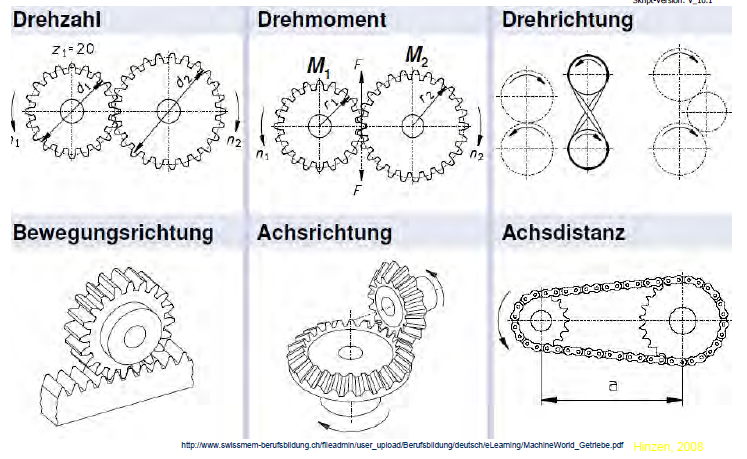 Skript-Version: V_10.1
Drehzahl
Drehmoment
Drehrichtung
z₁=20
d₁
d₂
n₁
n₂
M₁
M₂
F
r₁
r₂
n₁
n₂
F
Bewegungsrichtung
Achsrichtung
Achsdistanz
a
http://www.swissmem-berufsbildung.ch/fileadmin/user_upload/Berufsbildung/deutsch/eLearning/MachineWorld_Getriebe.pdf
Hinzen, 2008